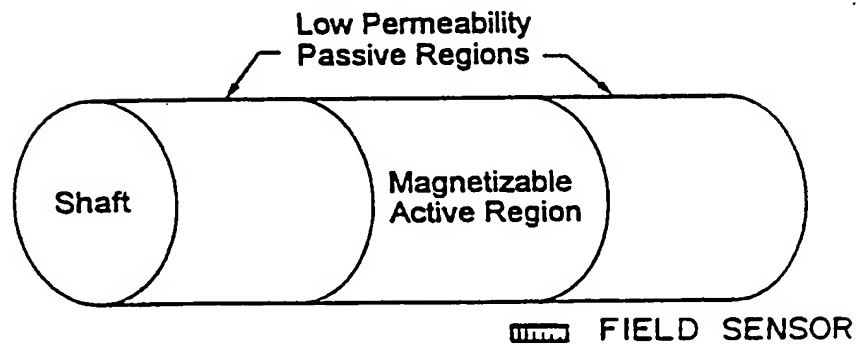 Low Permeability
Passive Regions
Shaft
Magnetizable
Active Region
FIELD SENSOR